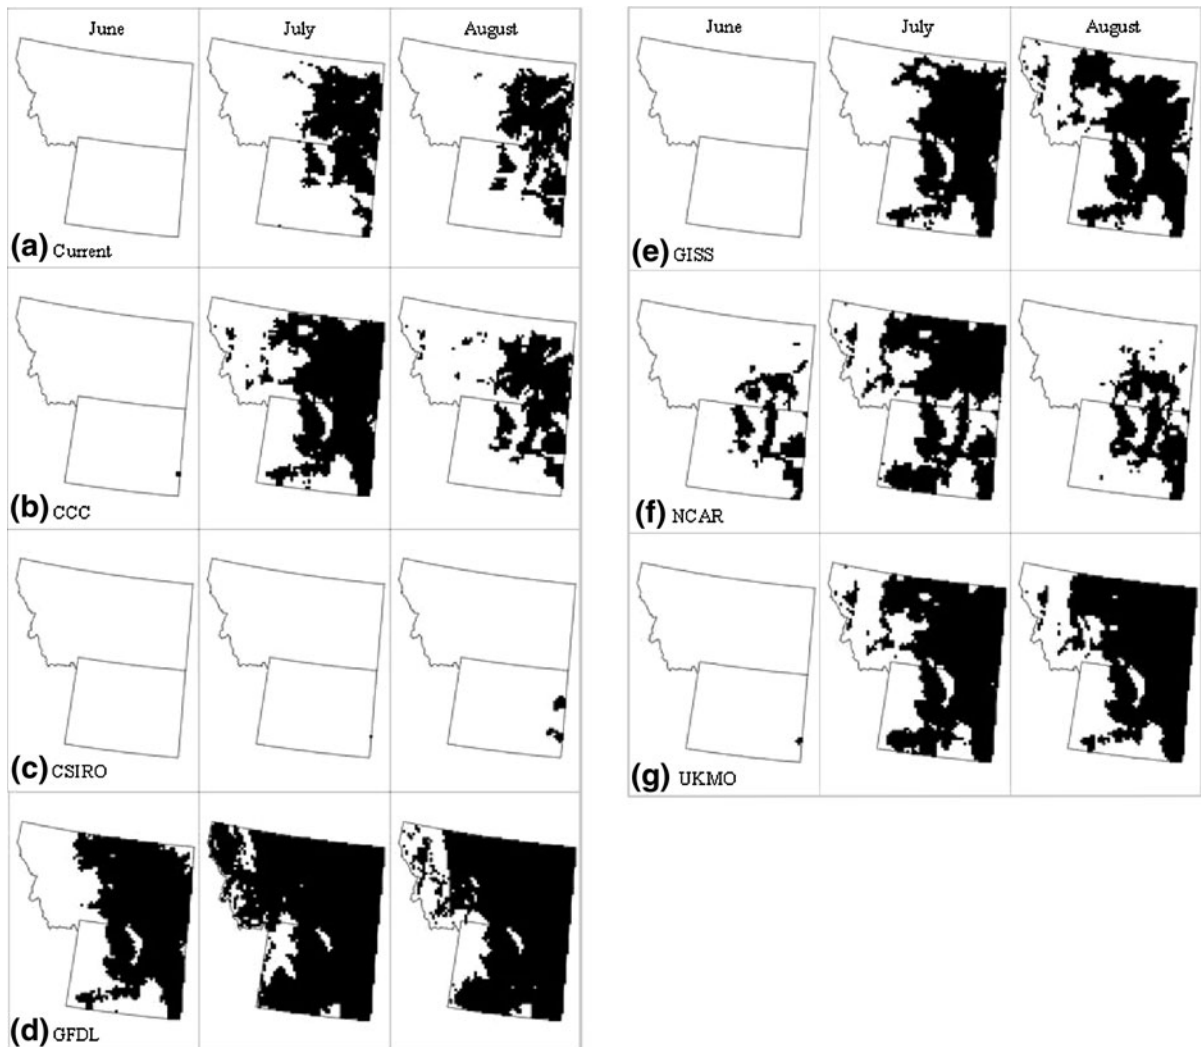 June July August
(a) Current
(b) CCC
(c) CSIRO
(d) GFDL
June July August
(e) GISS
(f) NCAR
(g) UKMO